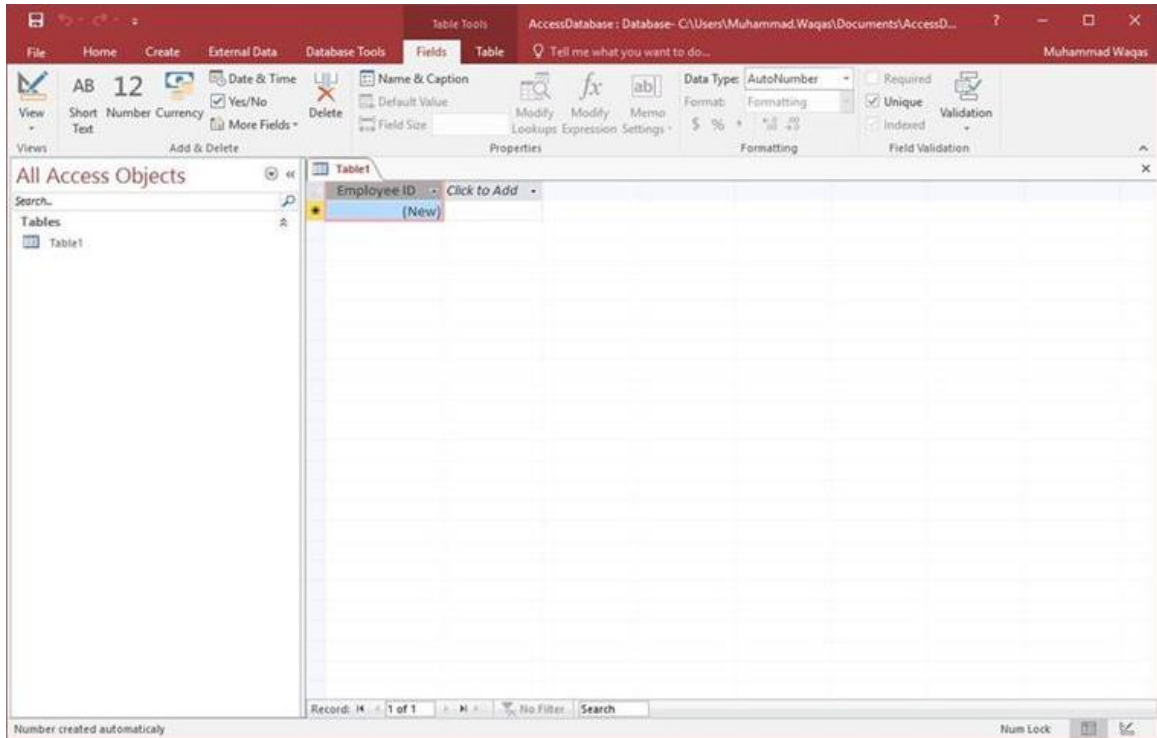 Table Tools
AccessDatabase : Database- C:\Users\Muhammad.Waqas\Documents\AccessD...
?
File Home Create External Data Database Tools Fields Table Tell me what you want to do... Muhammad Waqas
View
Views
AB
Short Text
12
Number
Currency
Date & Time
Yes/No
More Fields
Add & Delete
Delete
Name & Caption
Default Value
Field Size
Modify Lookups
fx
Modify Expression
ab|
Memo Settings
Properties
Data Type: AutoNumber
Format: Formatting
$ % ,
Formatting
Required
Unique
Indexed
Validation
Field Validation
All Access Objects
Search...
Tables
Table1
Table1
Employee ID Click to Add
(New)
Record: 1 of 1 No Filter Search
Number created automaticaly
Num Lock